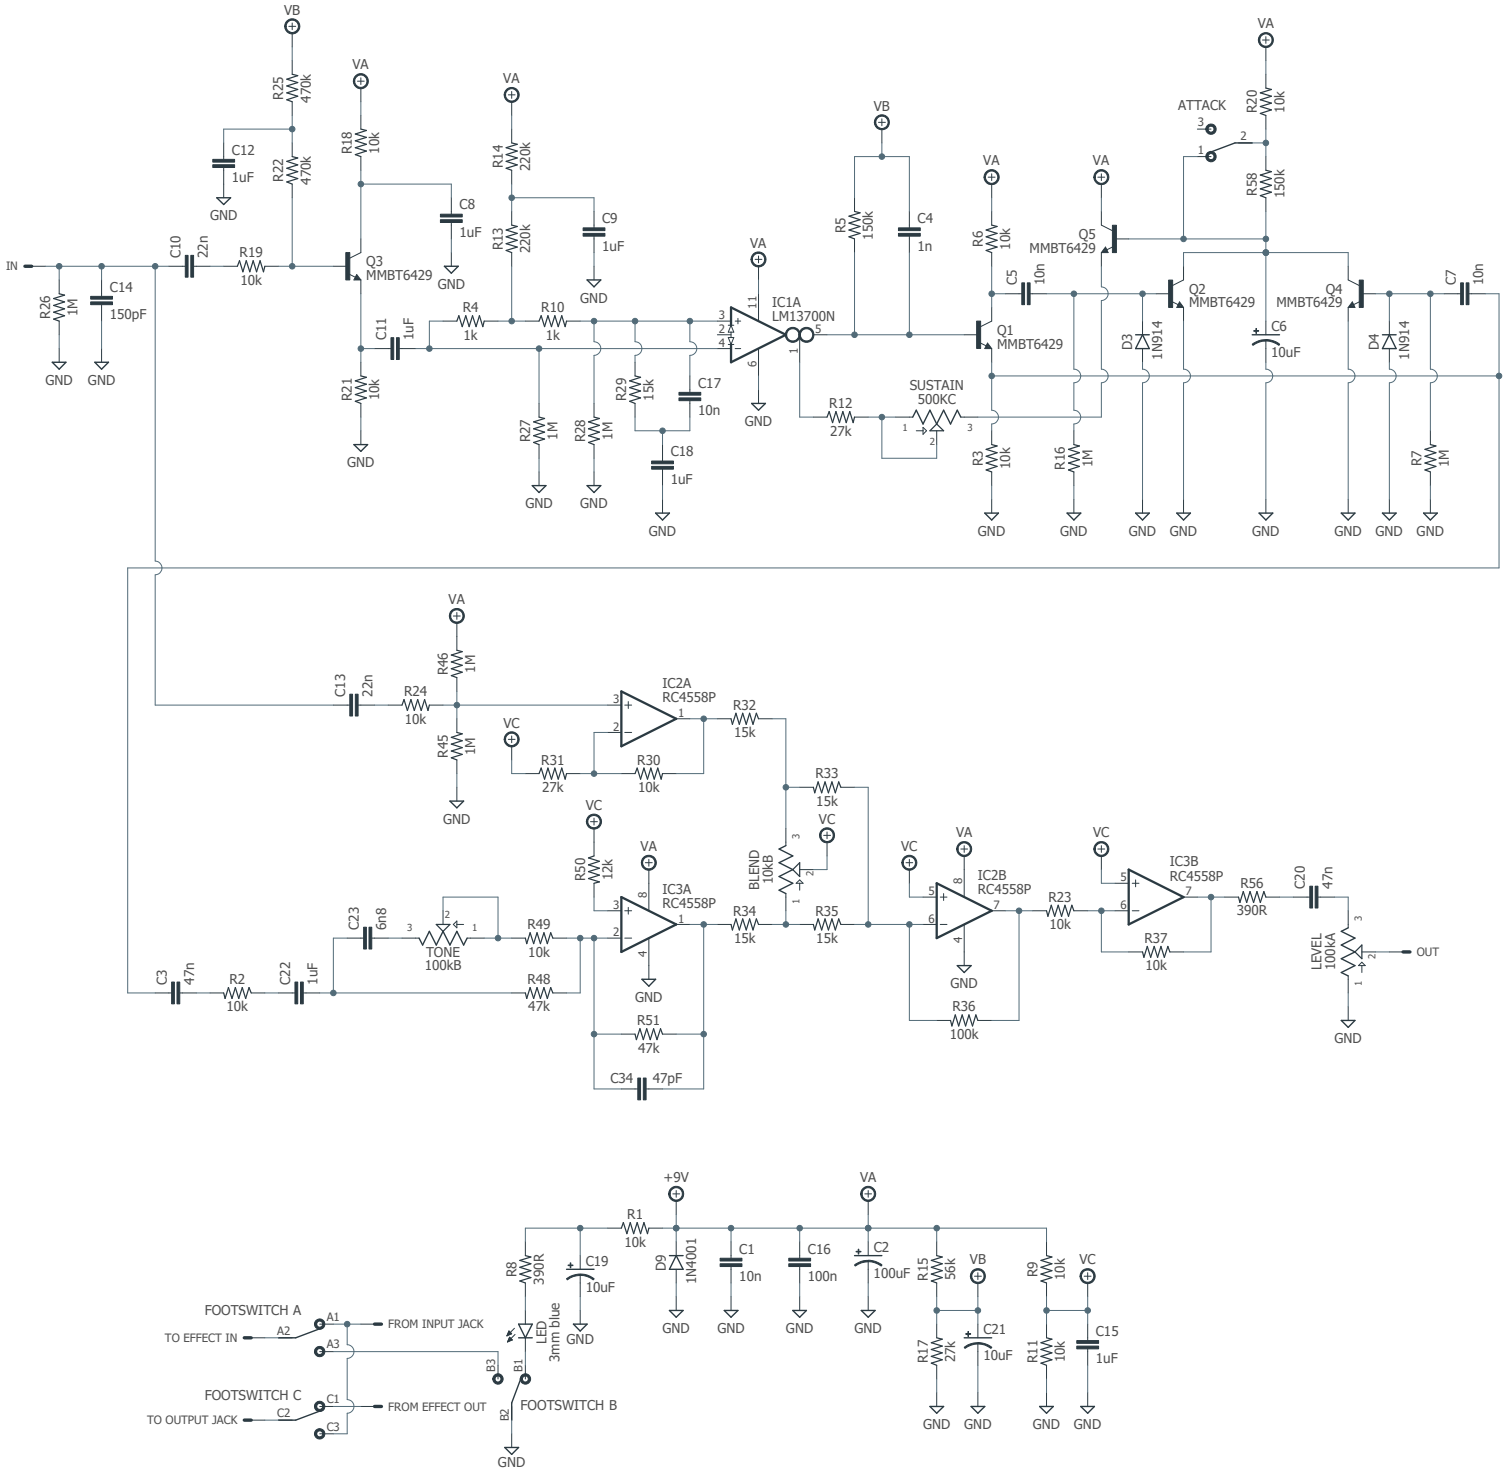 VB
VA
R25
470k
VA
VA
R20
10k
ATTACK
3
2
1
VB
R18
10k
C12
1uF
R22
470k
R14
220k
R58
150k
VA
VA
GND
C8
1uF
R13
220k
C9
1uF
R5
150k
C4
1n
R6
10k
Q5
MMBT6429
VA
C10
22n
R19
10k
IN
Q3
MMBT6429
GND
GND
C5
10n
Q2
MMBT6429
Q4
MMBT6429
C7
10n
R26
1M
C14
150pF
C11
1uF
R4
1k
R10
1k
11
IC1A
LM13700N
3
2
4
5
1
6
Q1
MMBT6429
D3
1N914
C6
10uF
D4
1N914
GND
GND
R21
10k
R29
15k
C17
10n
GND
R12
27k
SUSTAIN
500KC
1
2
3
R27
1M
R28
1M
C18
1uF
R3
10k
R16
1M
R7
1M
GND
GND
GND
GND
GND
GND
GND
GND
GND
GND
GND
GND
VA
R46
1M
C13
22n
R24
10k
IC2A
RC4558P
3
2
1
R32
15k
VC
R45
1M
R31
27k
R30
10k
R33
15k
GND
VC
VC
3
R50
12k
VA
BLEND
10kB
2
1
VC
VA
VC
8
IC3A
RC4558P
3
2
1
4
R34
15k
R35
15k
5
6
8
IC2B
RC4558P
7
4
R23
10k
5
6
IC3B
RC4558P
7
R56
390R
C20
47n
C23
6n8
3
2
1
TONE
100kB
R49
10k
R37
10k
LEVEL
100kA
3
2
1
OUT
C3
47n
R2
10k
C22
1uF
R48
47k
GND
GND
R36
100k
GND
R51
47k
C34
47pF
+9V
VA
R1
10k
R8
390R
C19
10uF
D9
1N4001
C1
10n
C16
100n
C2
100uF
R15
56k
VB
R9
10k
VC
FOOTSWITCH A
A1
FROM INPUT JACK
TO EFFECT IN
A2
A3
LED
3mm blue
GND
GND
GND
GND
GND
R17
27k
C21
10uF
R11
10k
C15
1uF
B3
B1
FOOTSWITCH C
C1
FROM EFFECT OUT
TO OUTPUT JACK
C2
C3
B2
FOOTSWITCH B
GND
GND
GND
GND
GND